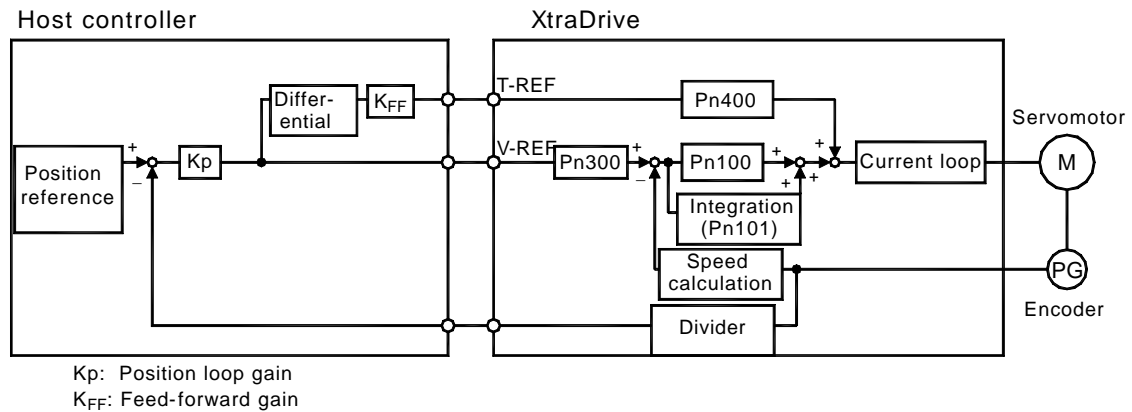 Host controller
XtraDrive
T-REF
Differ-
ential
KFF
Pn400
Servomotor
+
Kp
V-REF
Pn300
+
Pn100
+
+
+
Current loop
M
Position
reference
−
−
+
+
Integration
(Pn101)
Speed
calculation
PG
Encoder
Divider
Kp: Position loop gain
KFF: Feed-forward gain